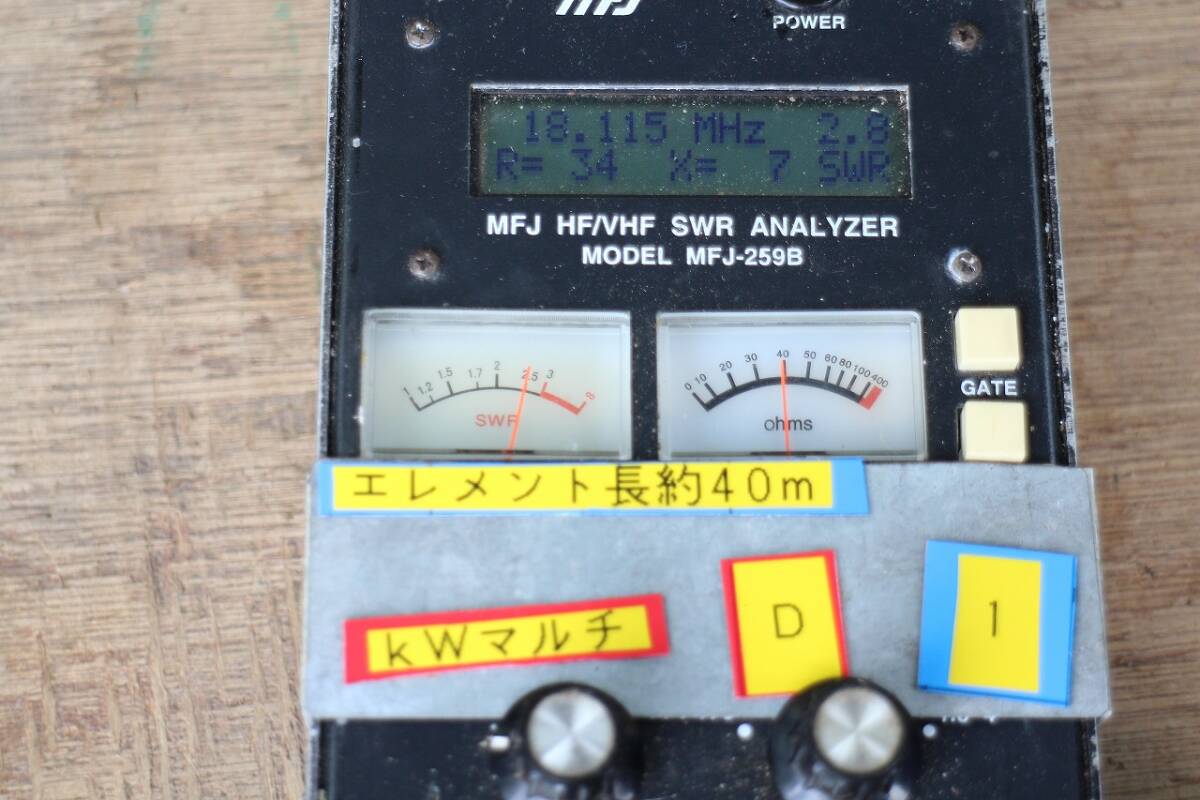 MFJ
POWER
18.115 MHz 2.8
R= 34 X= 7 SWR
MFJ HF/VHF SWR ANALYZER
MODEL MFJ-259B
1 1.2 1.5 1.7 2 2.5 3 8
SWR
0 10 20 30 40 50 60 80 100 400
ohms
GATE
エレメント長約40m
kWマルチ
D
1